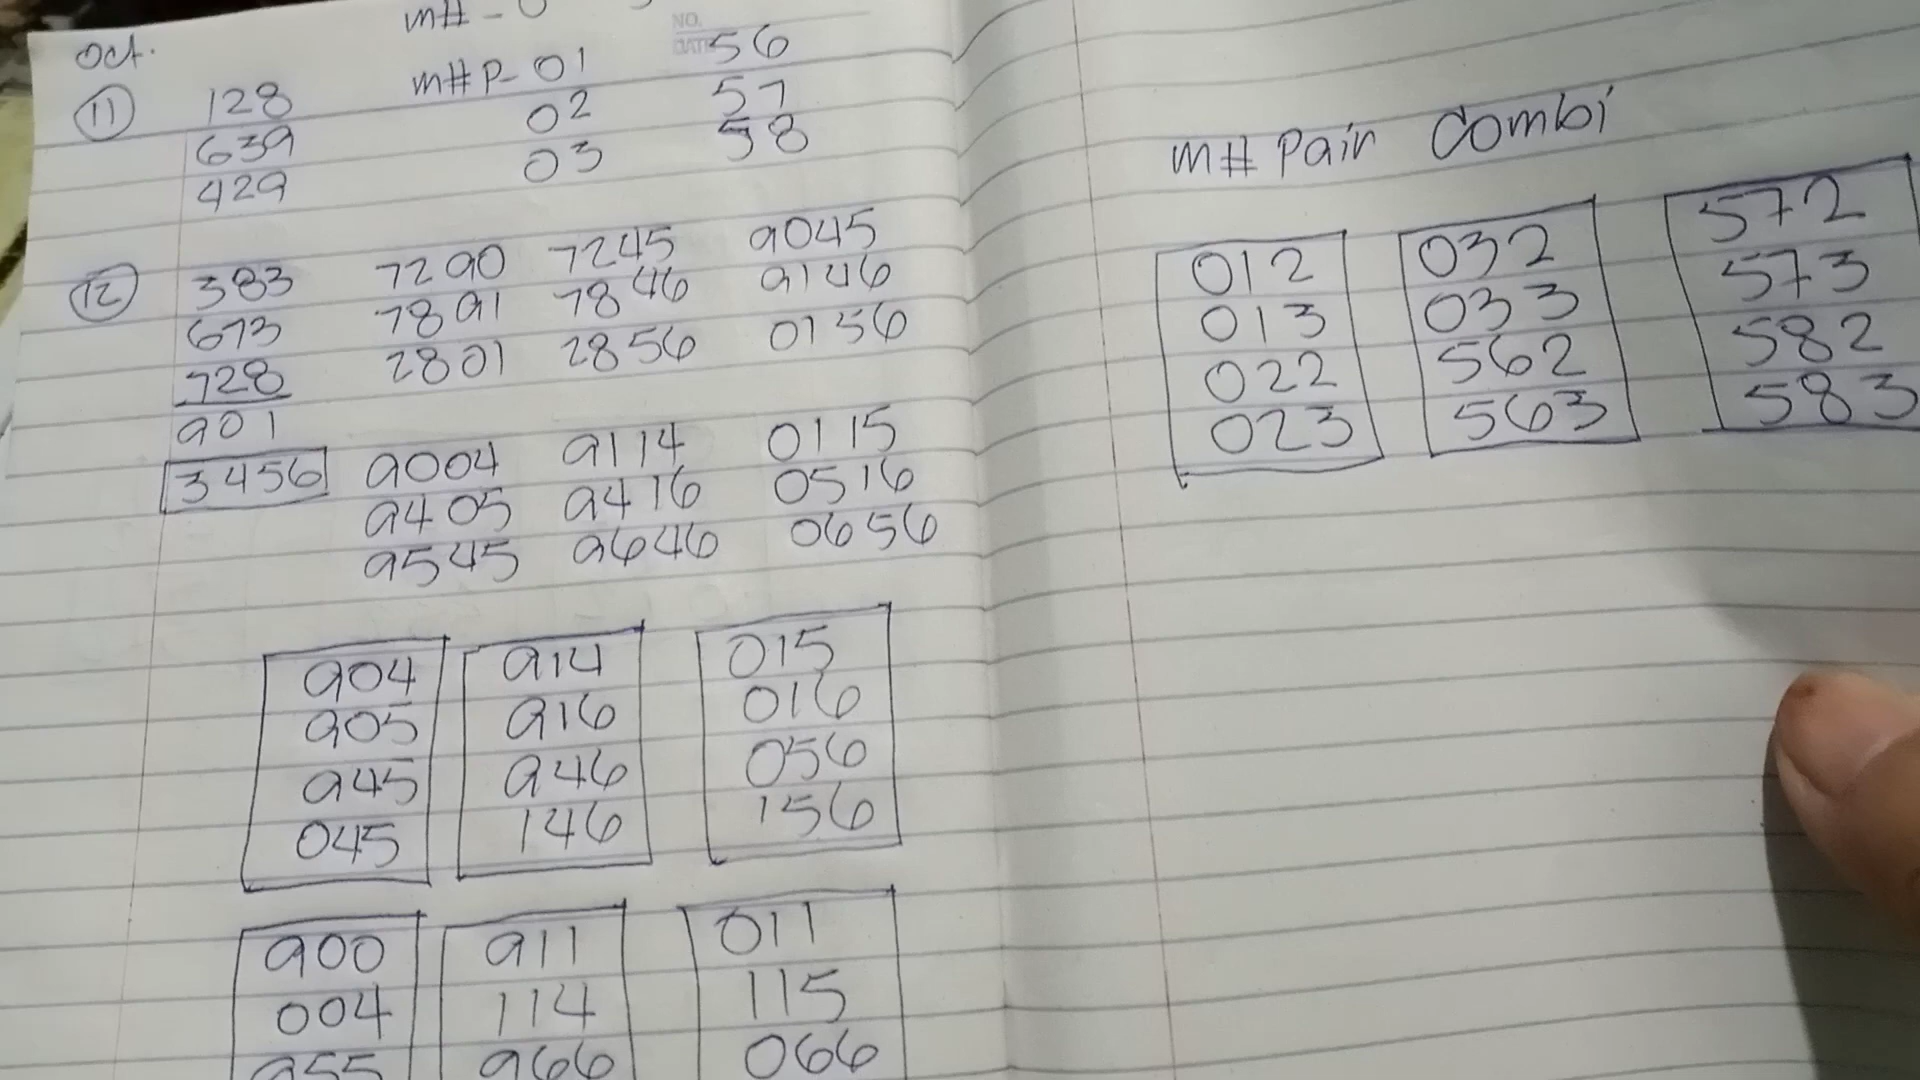 Oct.
m# -
NO.
DATE
11 128 m#P- 01 56
639 02 57
429 03 58
12 383 7290 7245 9045
673 7891 7846 9146
728 2801 2856 0156
901
3456 9004 9114 0115
9405 9416 0516
9545 9646 0656
904 914 015
905 916 016
945 946 056
045 146 156
900 911 011
004 114 115
955 966 066
m# Pair Combi
012 032 572
013 033 573
022 562 582
023 563 583